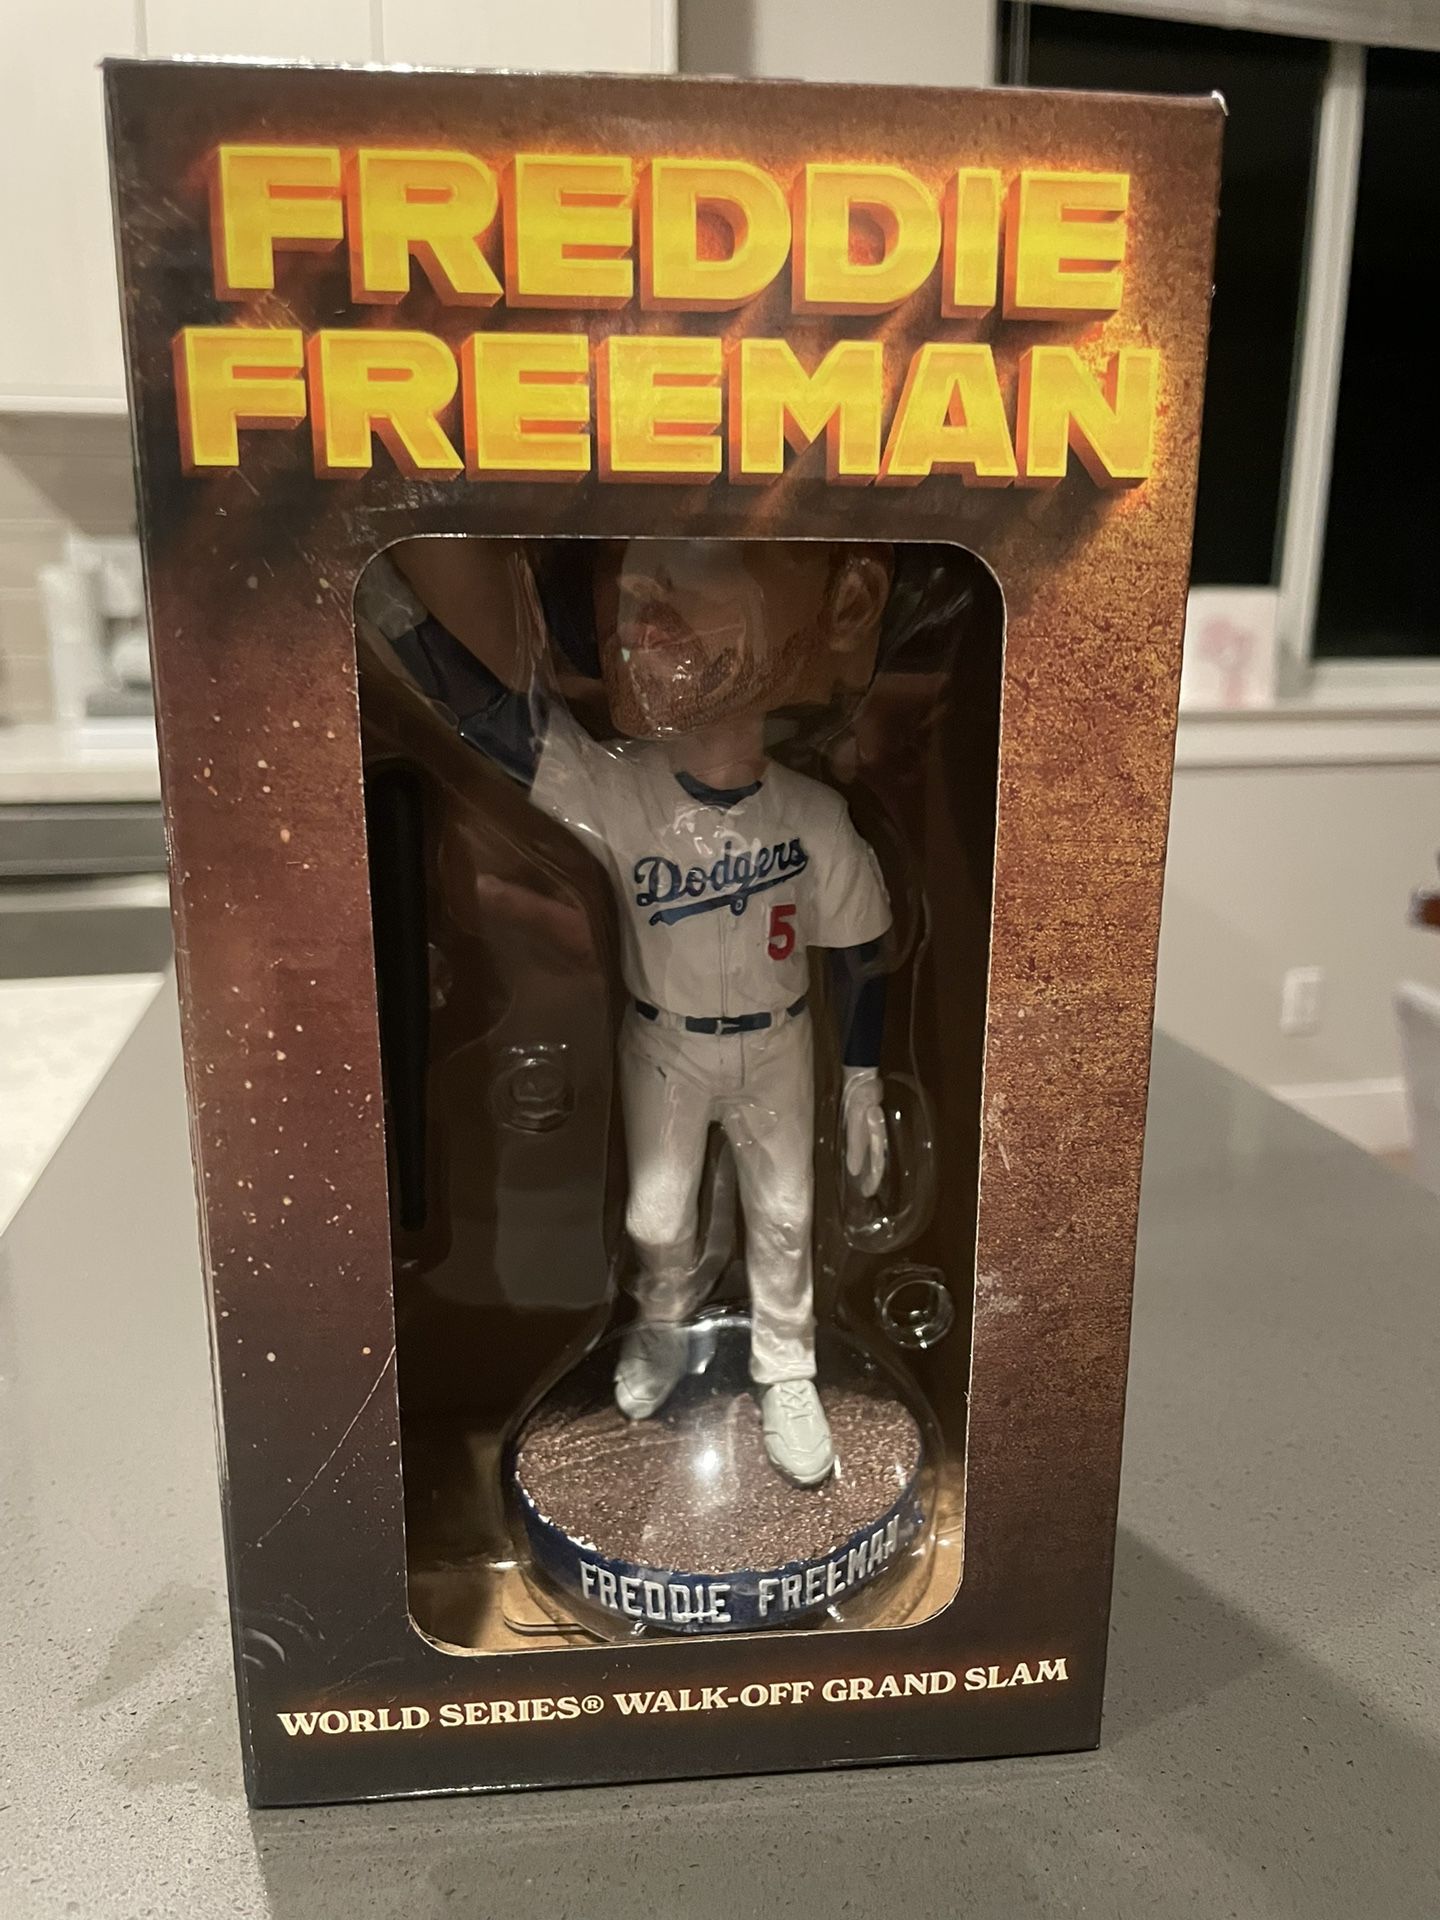 FREDDIE
FREEMAN
Dodgers
5
FREDDIE FREEMAN
WORLD SERIES® WALK-OFF GRAND SLAM